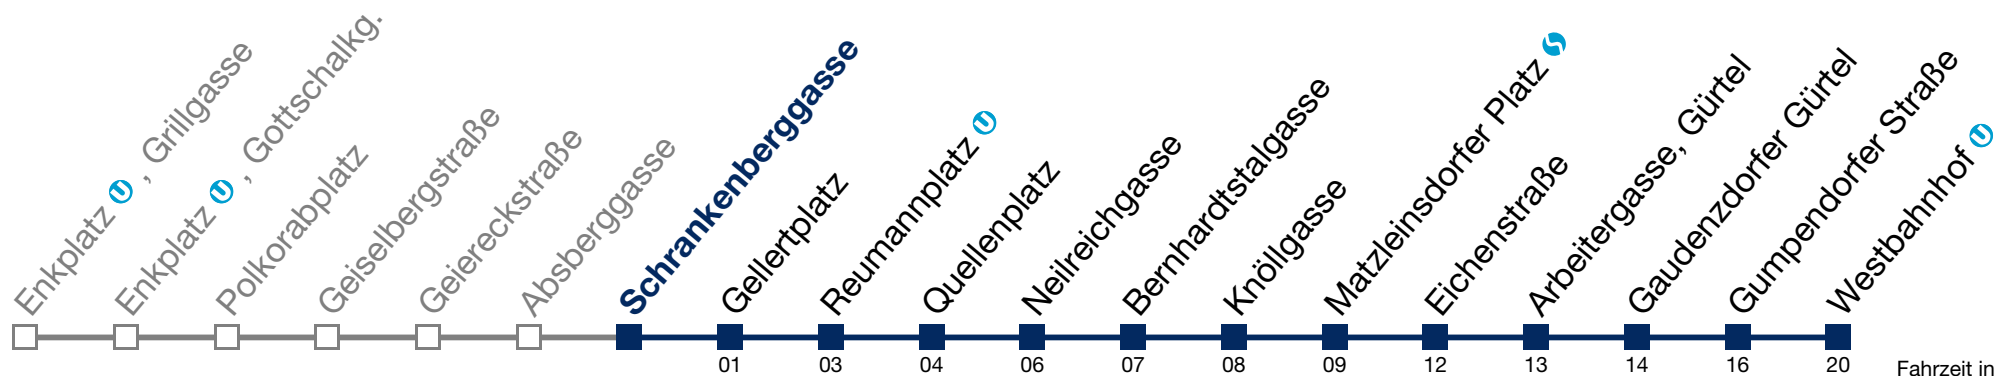 Enkplatz U , Grillgasse
Enkplatz U , Gottschalkg.
Polkorabplatz
Geiselbergstraße
Geiereckstraße
Absberggasse
Schrankenberggasse
Gellertplatz
Reumannplatz U
Quellenplatz
Neilreichgasse
Bernhardtstalgasse
Knöllgasse
Matzleinsdorfer Platz S
Eichenstraße
Arbeitergasse, Gürtel
Gaudenzdorfer Gürtel
Gumpendorfer Straße
Westbahnhof U
01 03 04 06 07 08 09 12 13 14 16 20 Fahrzeit in